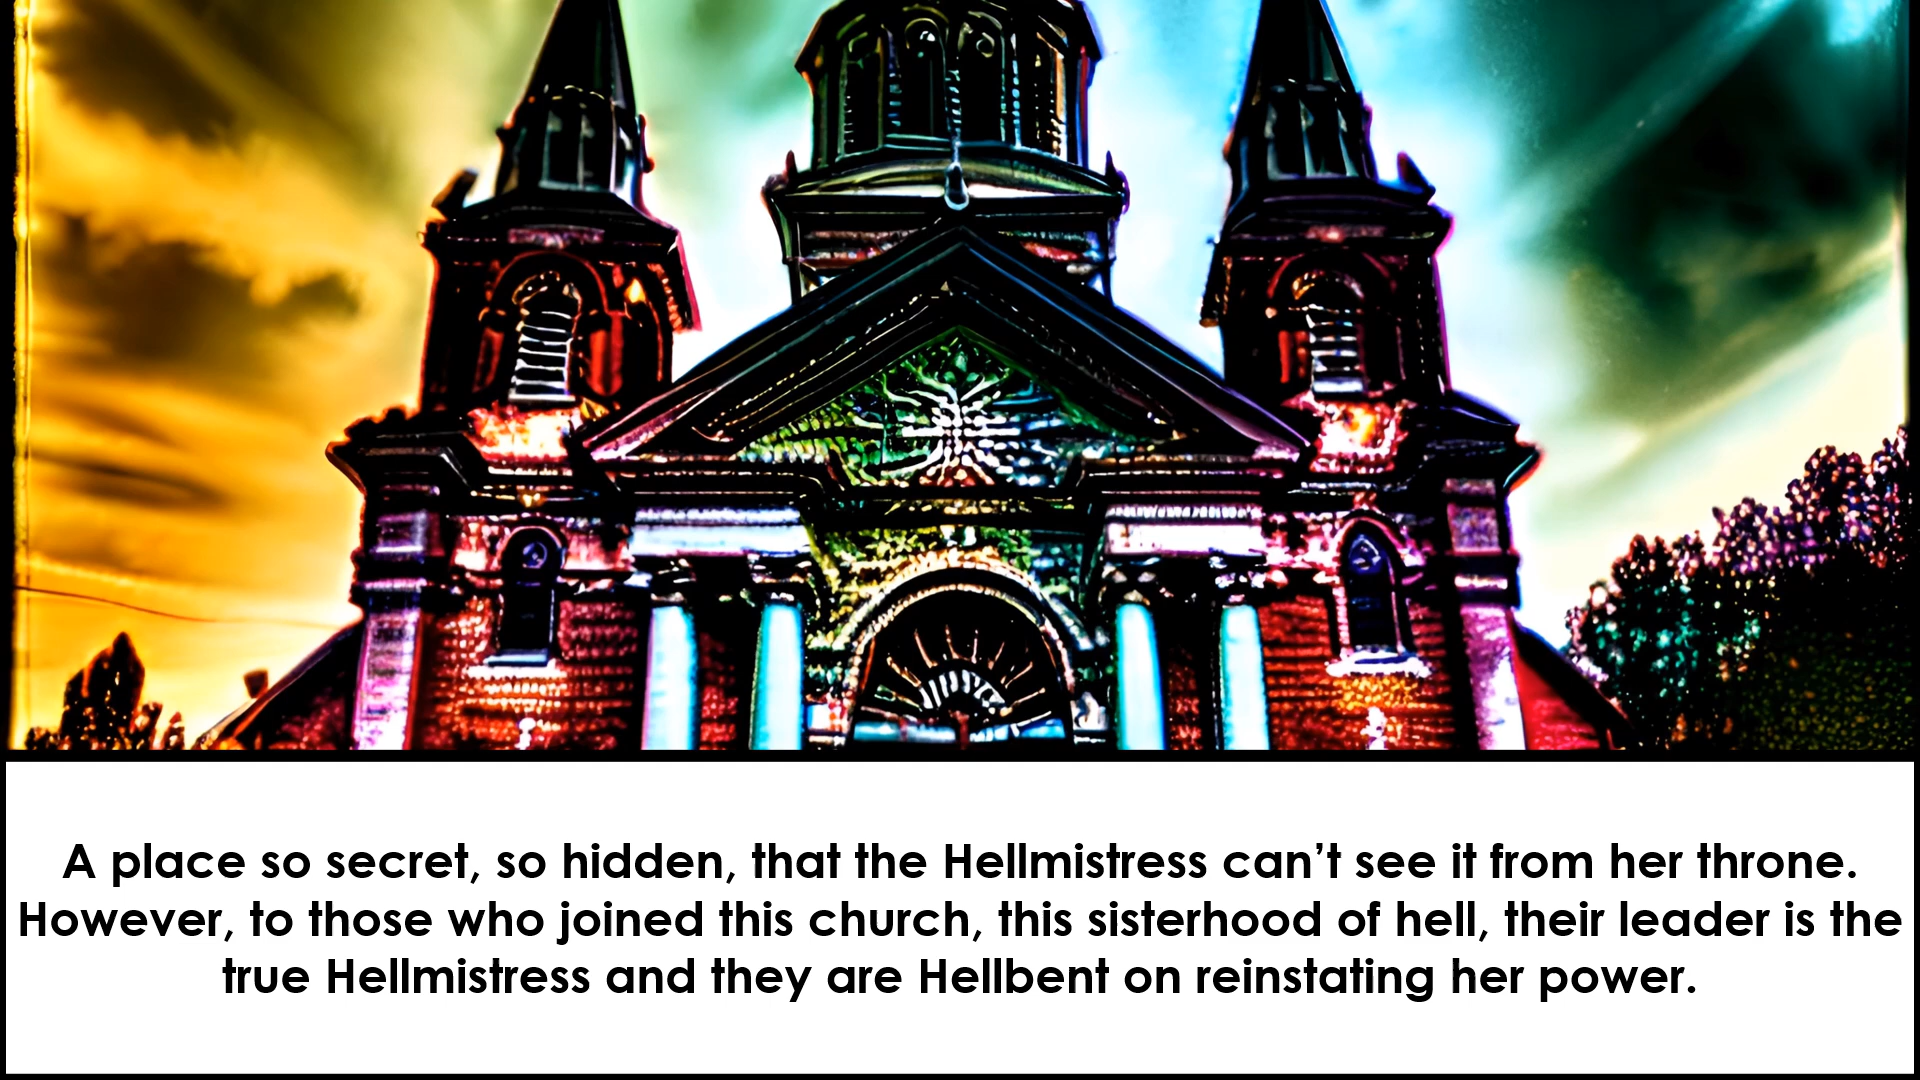 A place so secret, so hidden, that the Hellmistress can’t see it from her throne.
However, to those who joined this church, this sisterhood of hell, their leader is the
true Hellmistress and they are Hellbent on reinstating her power.